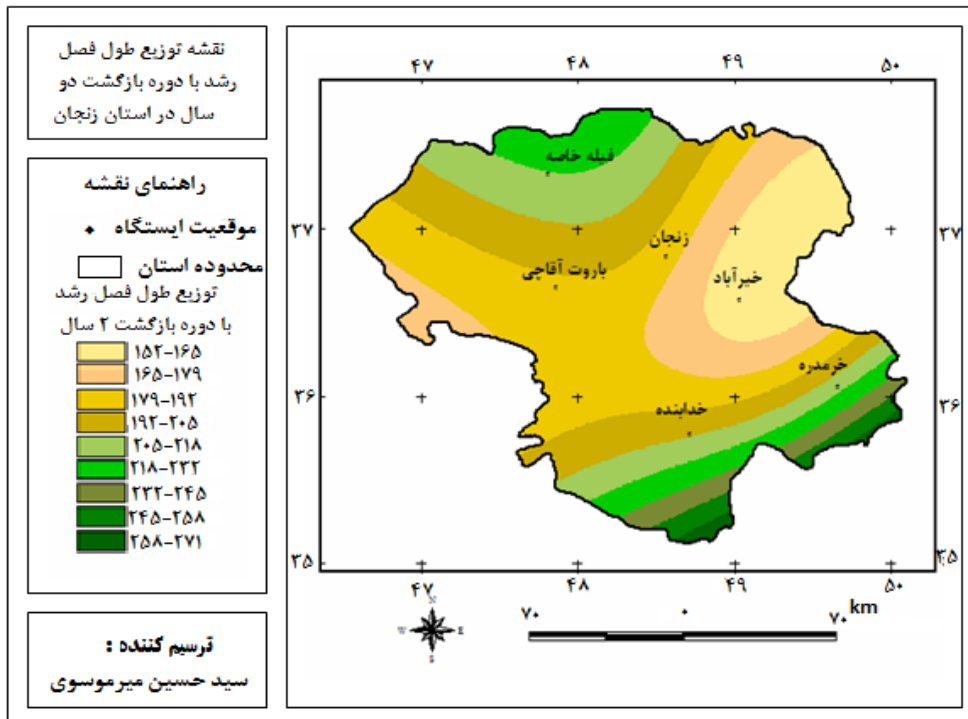 نقشه توزیع طول فصل
رشد با دوره بازگشت دو
سال در استان زنجان
راهنمای نقشه
موقعیت ایستگاه
محدوده استان
توزیع طول فصل رشد
با دوره بازگشت ۲ سال
۱۵۲-۱۶۵
۱۶۵-۱۷۹
۱۷۹-۱۹۲
۱۹۲-۲۰۵
۲۰۵-۲۱۸
۲۱۸-۲۳۲
۲۳۲-۲۴۵
۲۴۵-۲۵۸
۲۵۸-۲۷۱
ترسیم کننده :
سید حسین میرموسوی
۴۷ ۴۸ ۴۹ ۵۰
فیله خاصه
۳۷ ۳۷
زنجان
باروت آقاچی
خیرآباد
خرمدره
۳۶ ۳۶
خدابنده
۳۵ ۳۵
۴۷ ۴۸ ۴۹ ۵۰
N
W E
S
۷۰ ۰ ۷۰ km